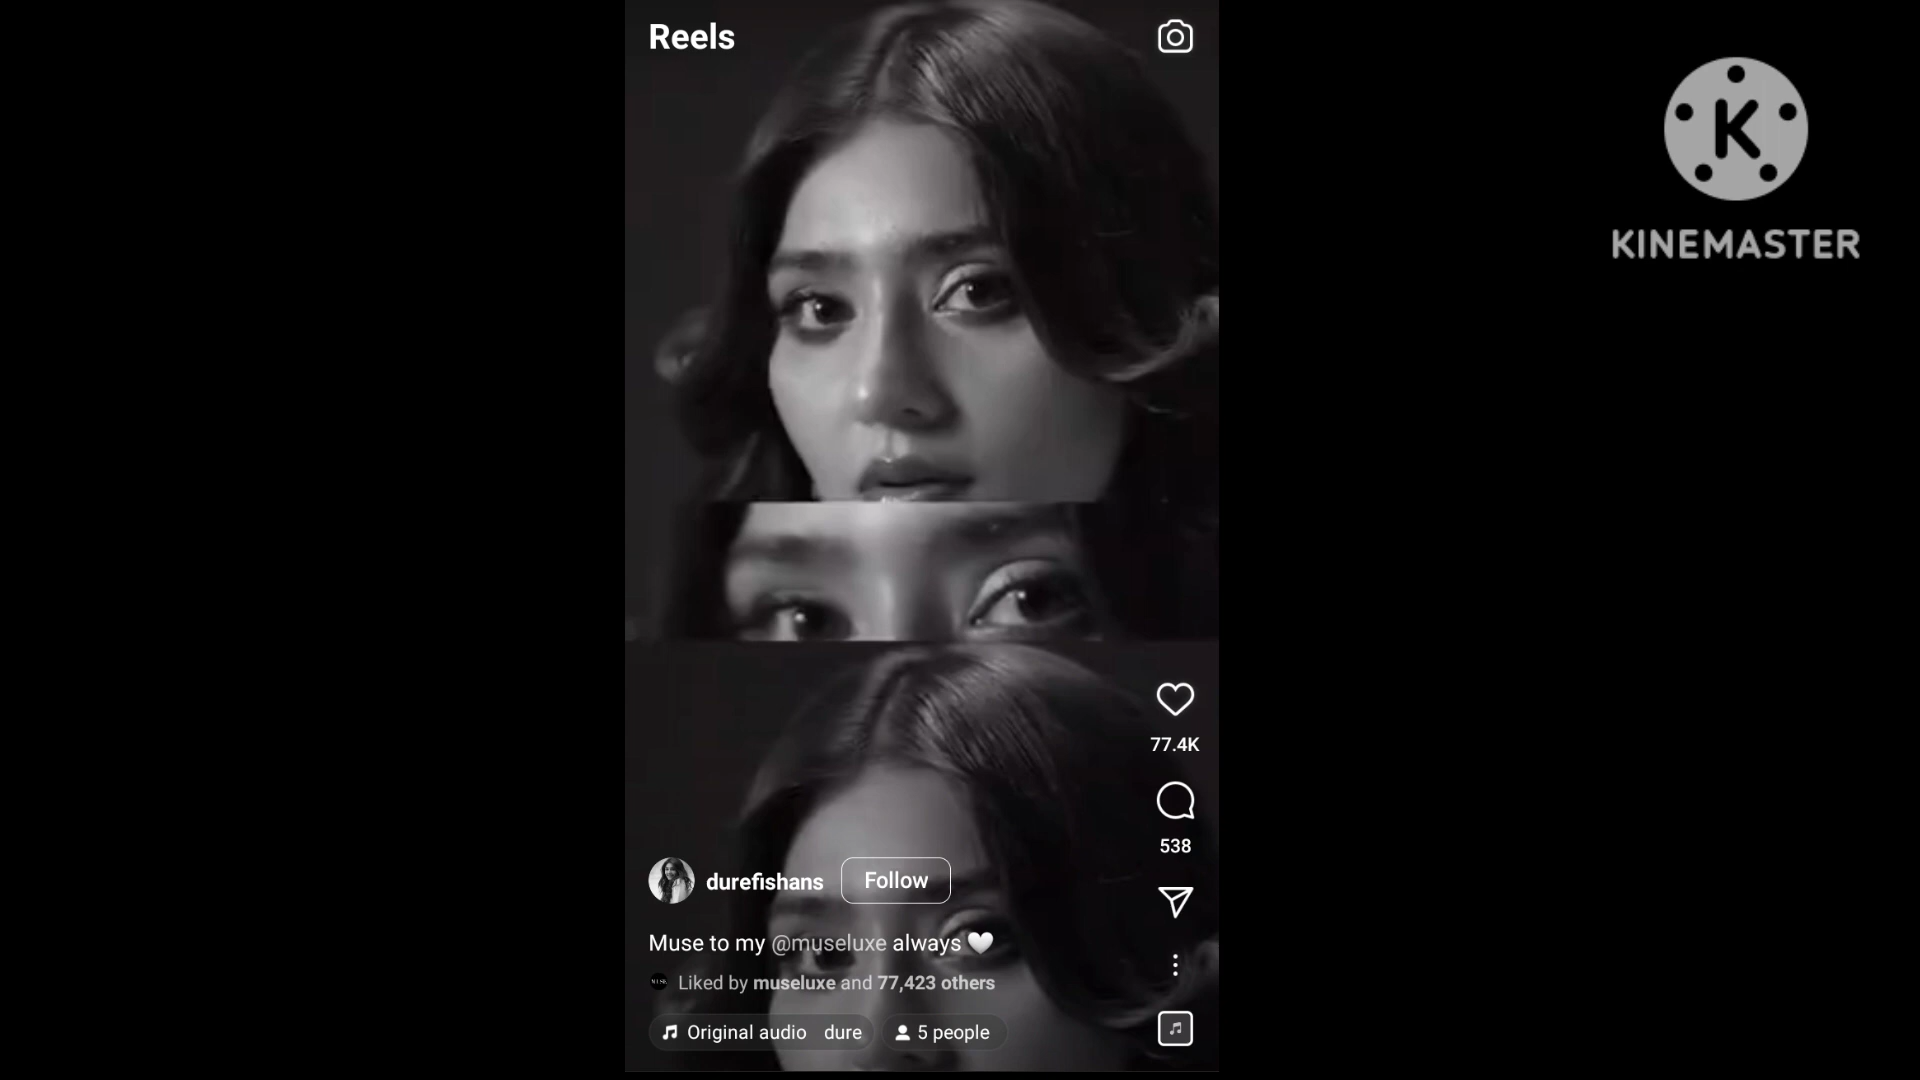 Reels
K
KINEMASTER
77.4K
538
durefishans
Follow
Muse to my @museluxe always 🤍
Liked by museluxe and 77,423 others
Original audio dure
5 people